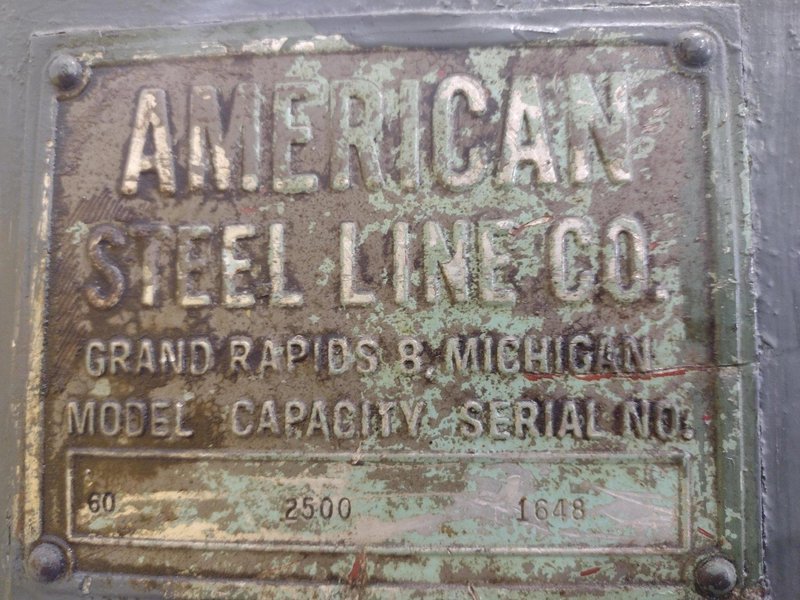 AMERICAN
STEEL LINE CO.
GRAND RAPIDS 8, MICHIGAN
MODEL CAPACITY SERIAL NO.
60 2500 1648